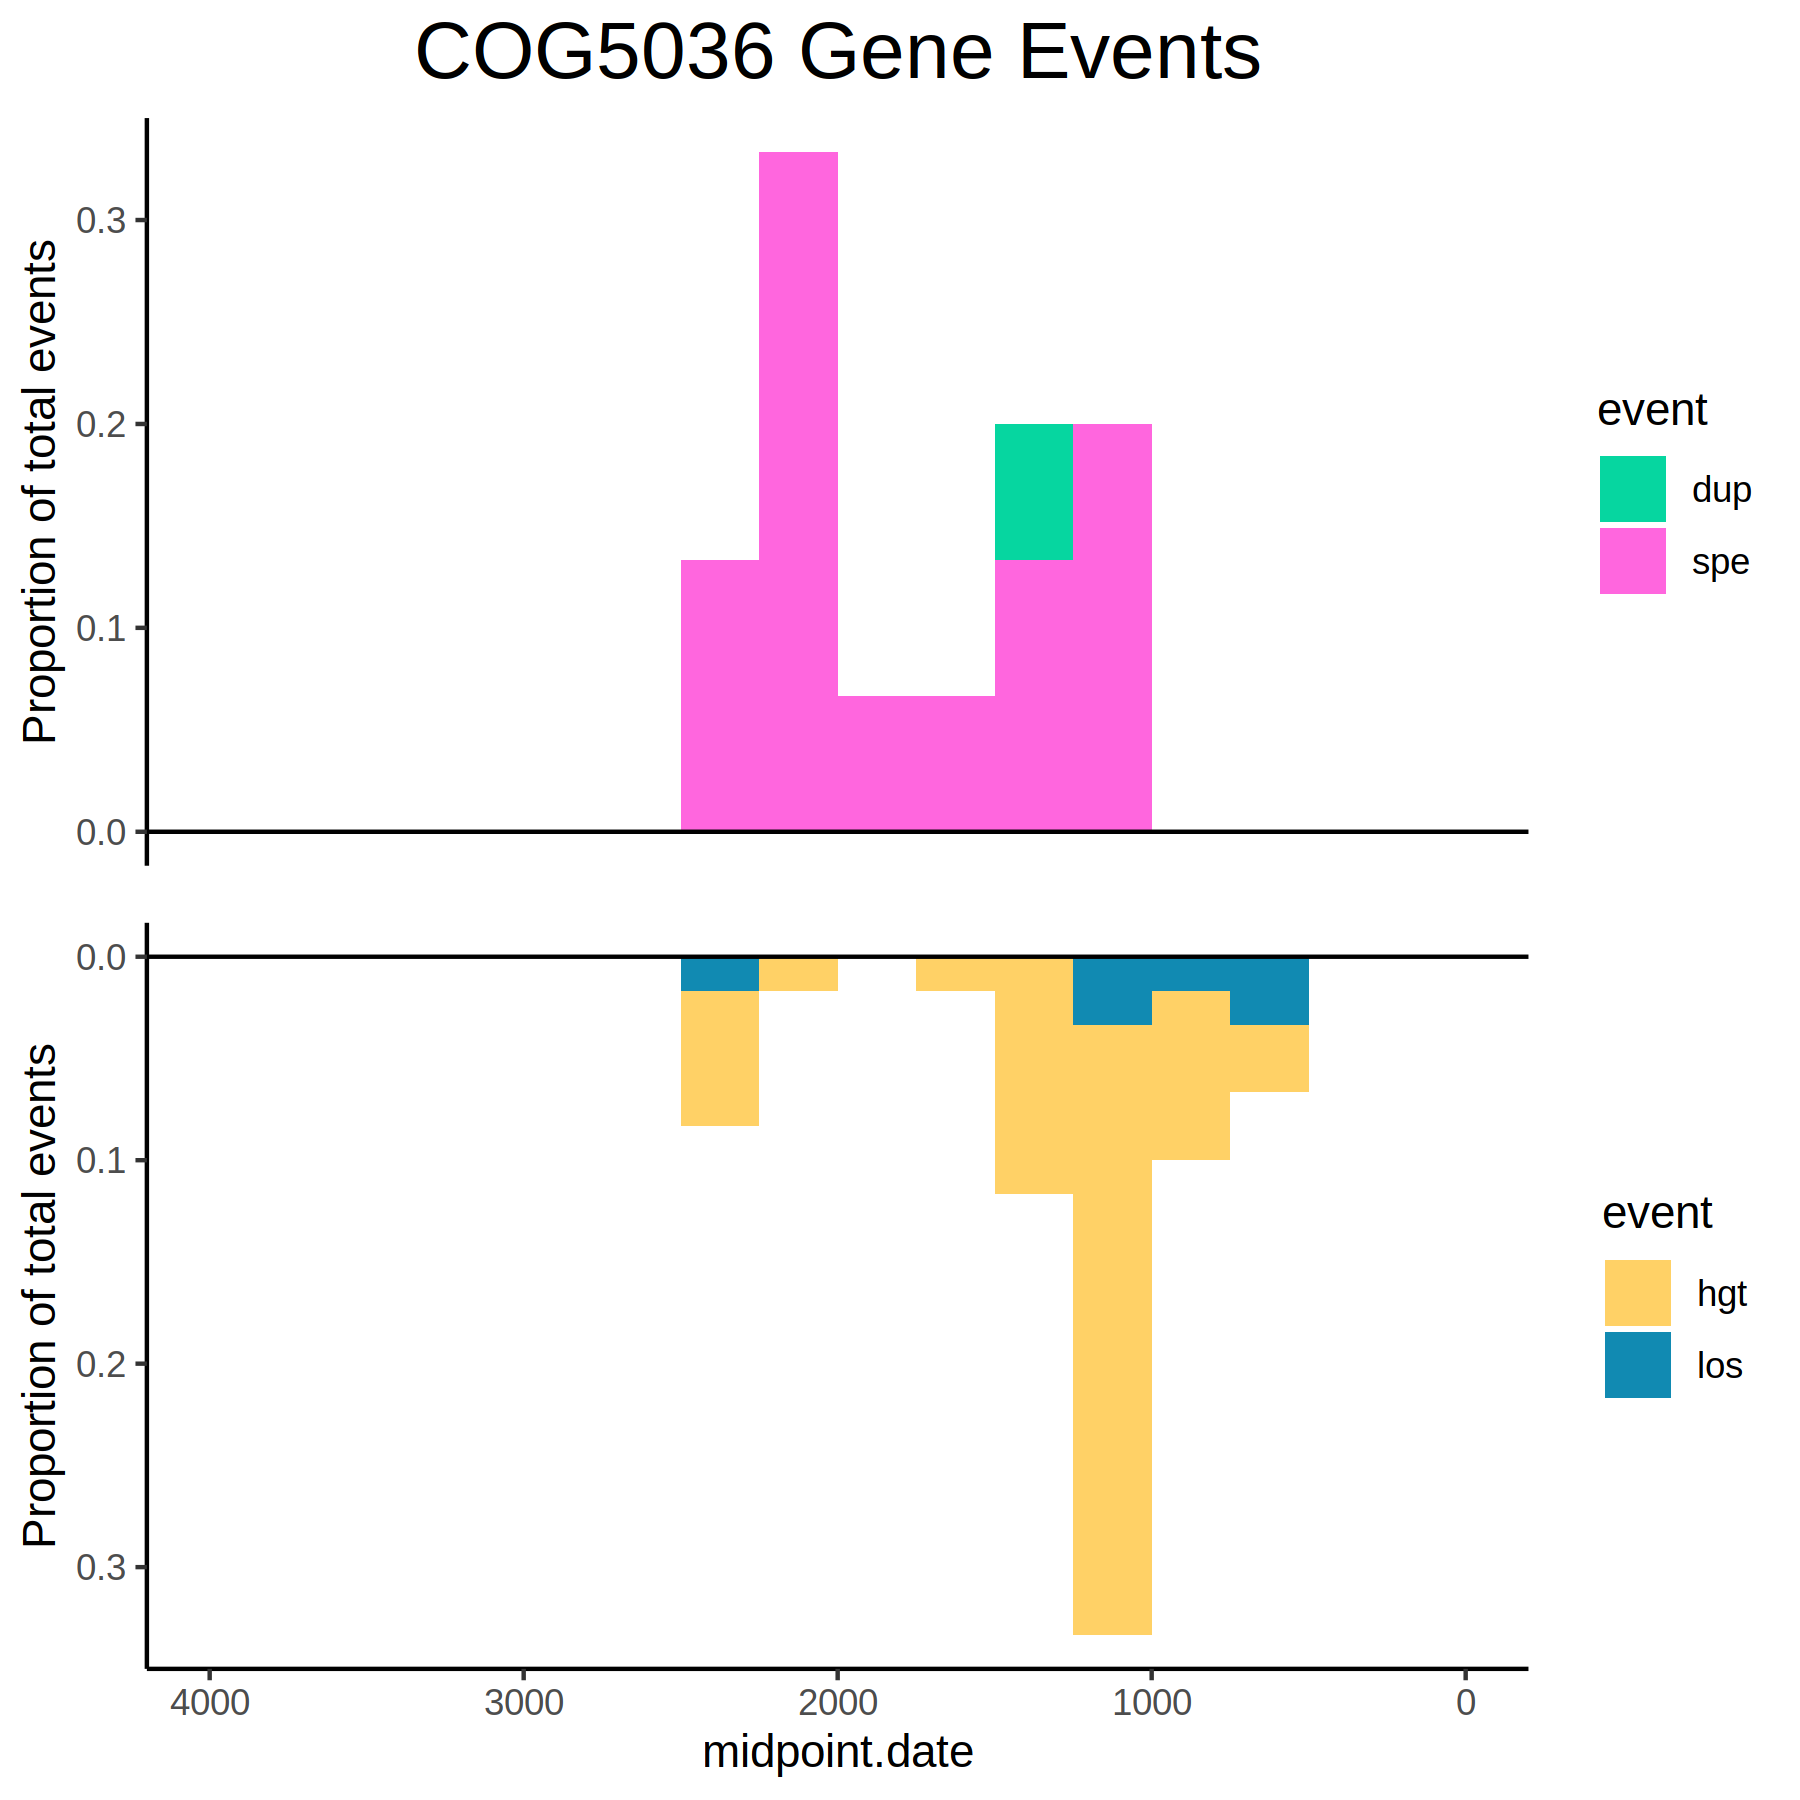 COG5036 Gene Events
Proportion of total events
0.3
0.2
0.1
0.0
event
dup
spe
Proportion of total events
0.0
0.1
0.2
0.3
event
hgt
los
4000 3000 2000 1000 0
midpoint.date